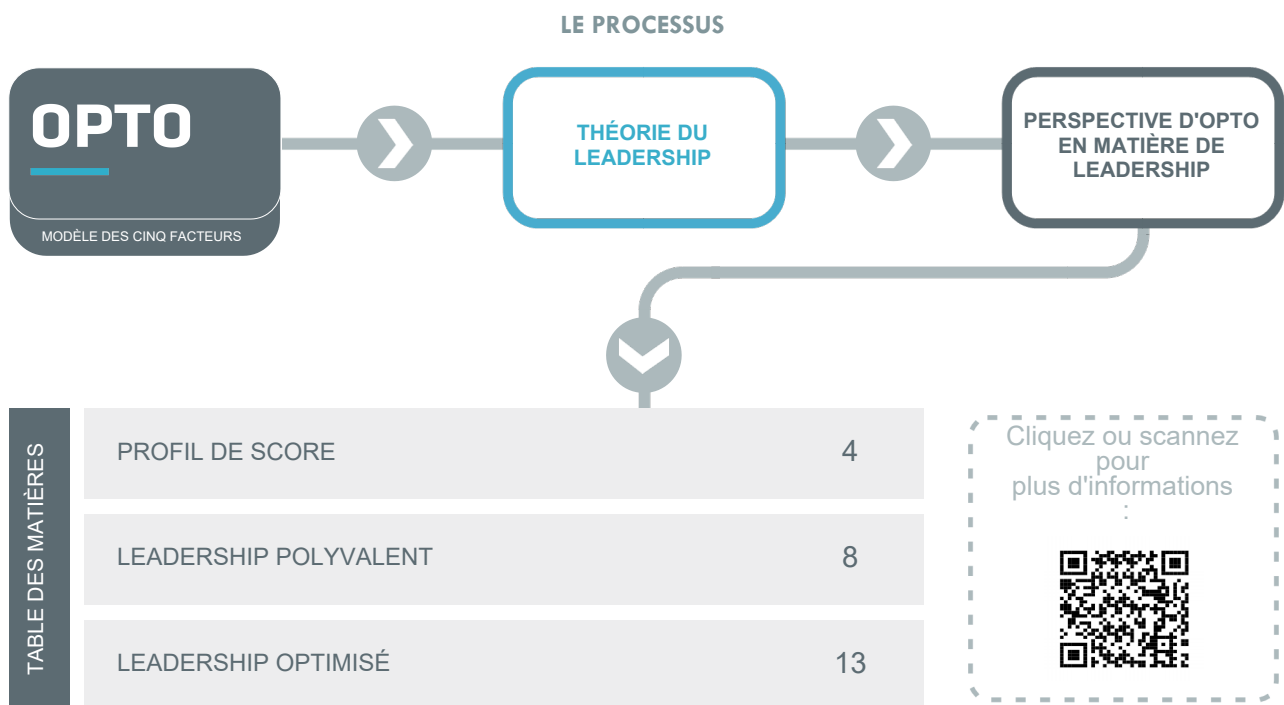 LE PROCESSUS
OPTO
MODÈLE DES CINQ FACTEURS
THÉORIE DU
LEADERSHIP
PERSPECTIVE D'OPTO
EN MATIÈRE DE
LEADERSHIP
TABLE DES MATIÈRES
PROFIL DE SCORE 4
LEADERSHIP POLYVALENT 8
LEADERSHIP OPTIMISÉ 13
Cliquez ou scannez
pour
plus d'informations
: